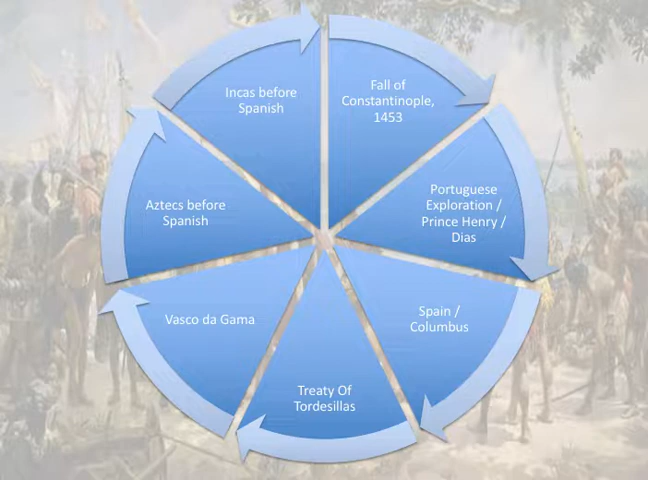 Fall of
Constantinople,
1453
Portuguese
Exploration /
Prince Henry /
Dias
Spain /
Columbus
Treaty Of
Tordesillas
Vasco da Gama
Aztecs before
Spanish
Incas before
Spanish